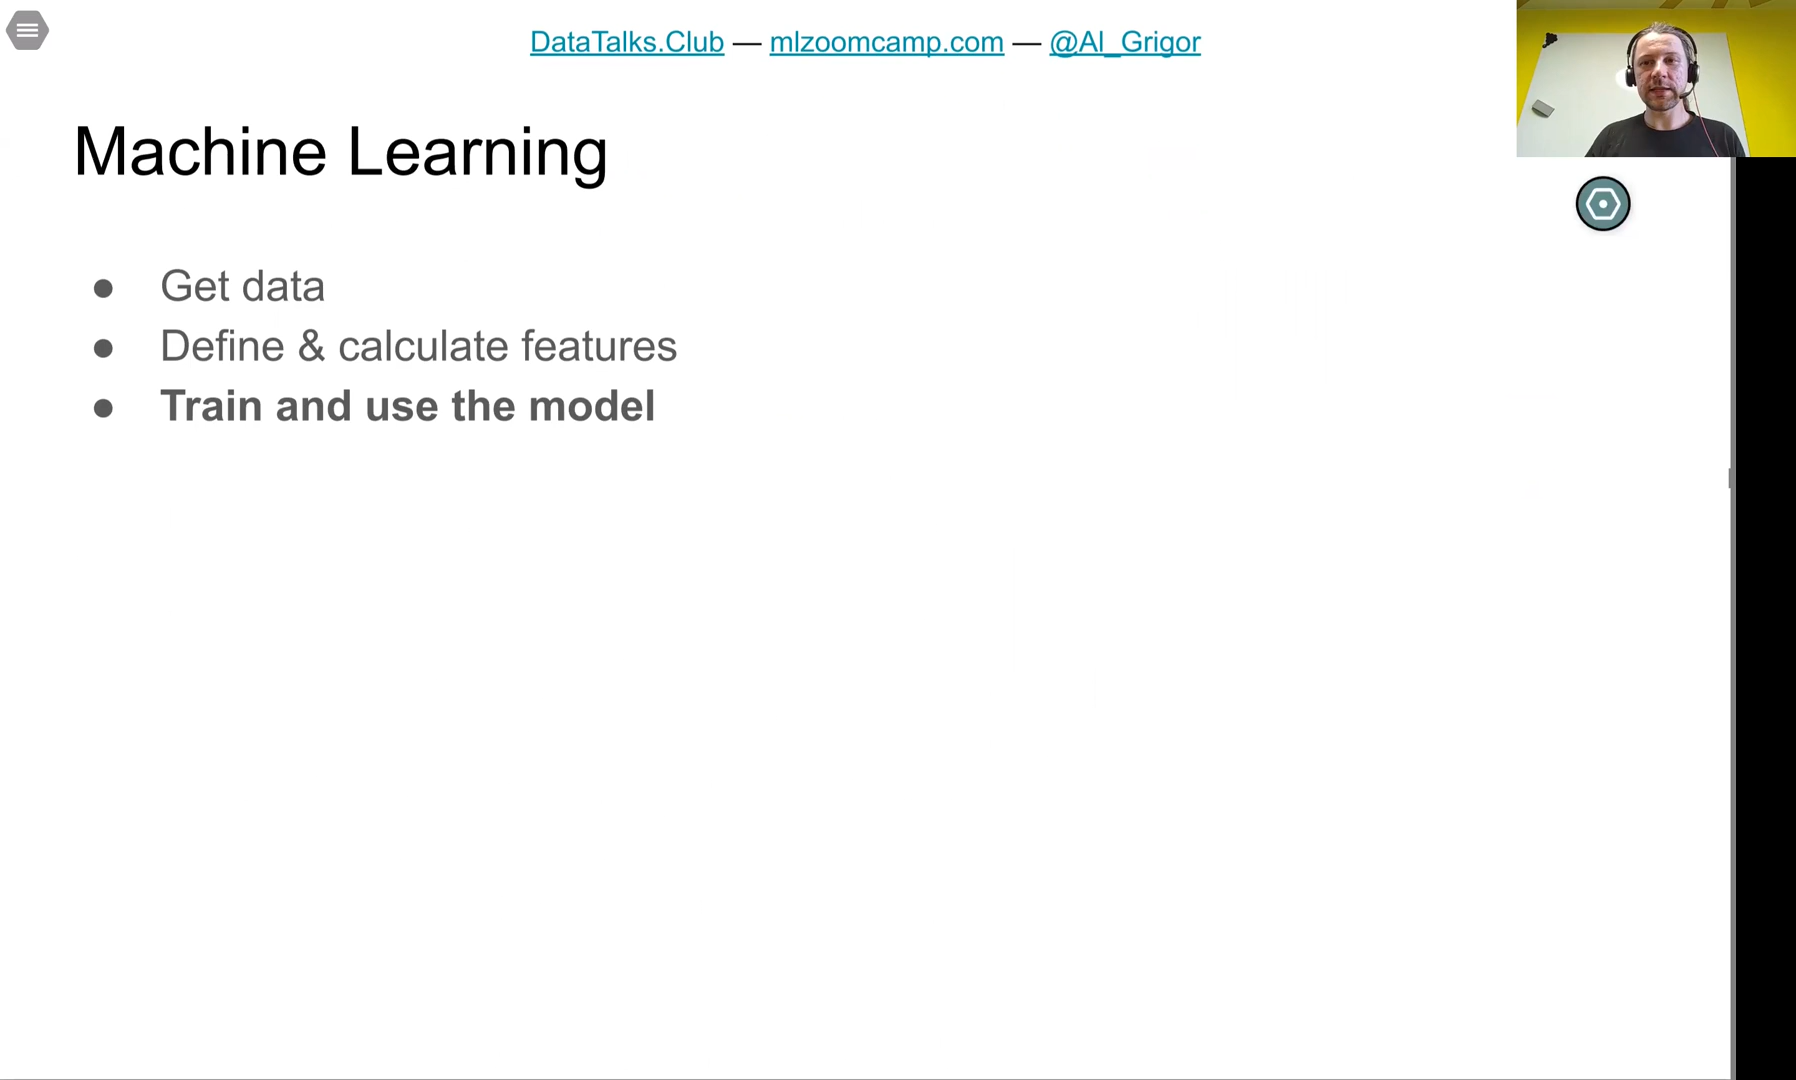 DataTalks.Club — mlzoomcamp.com — @Al_Grigor
Machine Learning
● Get data
● Define & calculate features
● Train and use the model